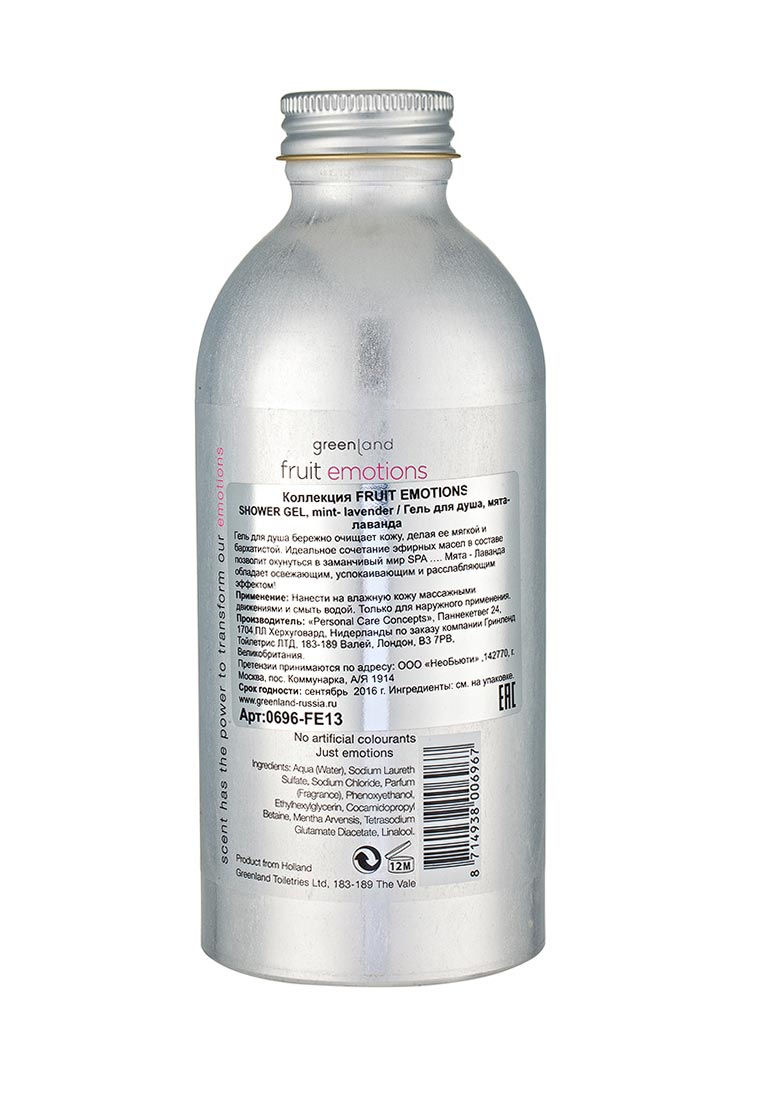 greenland
fruit emotions
scent has the power to transform our emotions
Коллекция FRUIT EMOTIONS
SHOWER GEL, mint- lavender / Гель для душа, мята-
лаванда
Гель для душа бережно очищает кожу, делая ее мягкой и
бархатистой. Идеальное сочетание эфирных масел в составе
позволит окунуться в заманчивый мир SPA .... Мята - Лаванда
обладает освежающим, успокаивающим и расслабляющим
эффектом!
Применение: Нанести на влажную кожу массажными
движениями и смыть водой. Только для наружного применения.
Производитель: «Personal Care Concepts», Паннекетвег 24,
1704 ПЛ Херхуговард, Нидерланды по заказу компании Гринленд
Тойлетрис ЛТД, 183-189 Валей, Лондон, В3 7РВ,
Великобритания.
Претензии принимаются по адресу: ООО «НеоБьюти» ,142770, г.
Москва, пос. Коммунарка, А/Я 1914
Срок годности: сентябрь 2016 г. Ингредиенты: см. на упаковке.
www.greenland-russia.ru
EAC
Арт:0696-FE13
No artificial colourants
Just emotions
Ingredients: Aqua (Water), Sodium Laureth
Sulfate, Sodium Chloride, Parfum
(Fragrance), Phenoxyethanol,
Ethylhexylglycerin, Cocamidopropyl
Betaine, Mentha Arvensis, Tetrasodium
Glutamate Diacetate, Linalool.
12M
8 714938 006967
Product from Holland
Greenland Toiletries Ltd, 183-189 The Vale